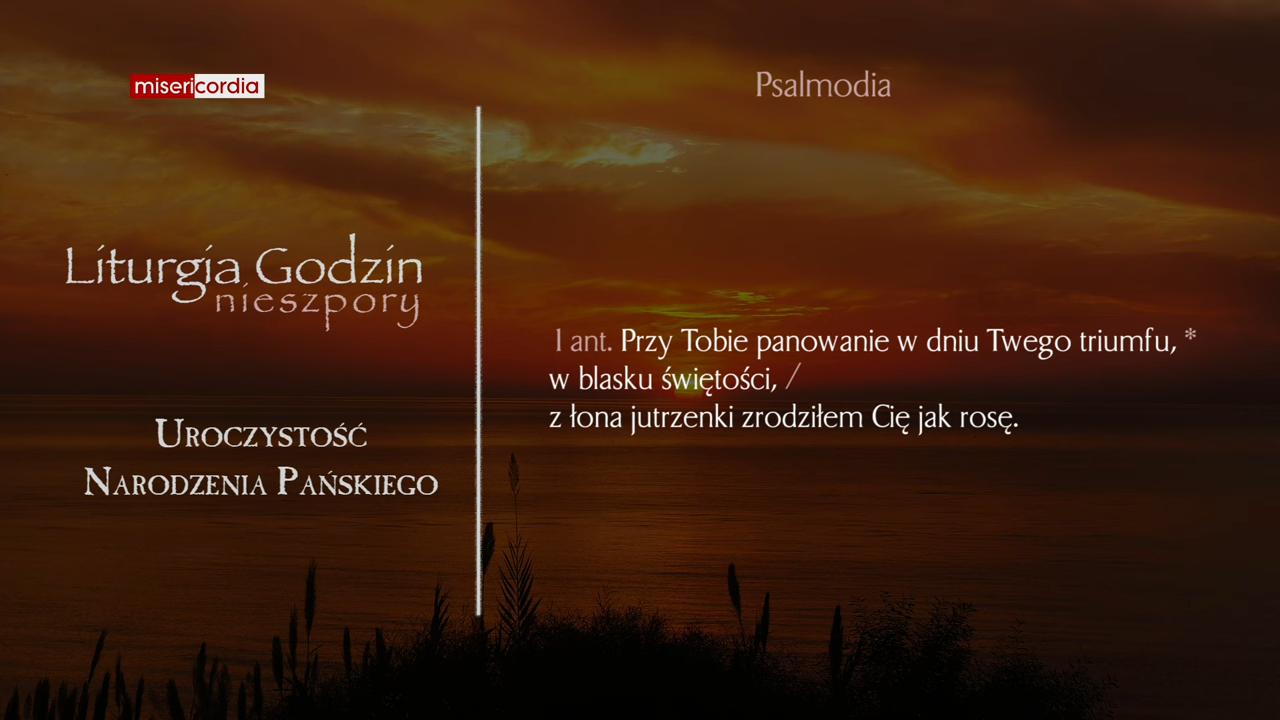 misericordia
Psalmodia
Liturgia Godzin
nieszpory
Uroczystość
Narodzenia Pańskiego
1 ant. Przy Tobie panowanie w dniu Twego triumfu, *
w blasku świętości, /
z łona jutrzenki zrodziłem Cię jak rosę.